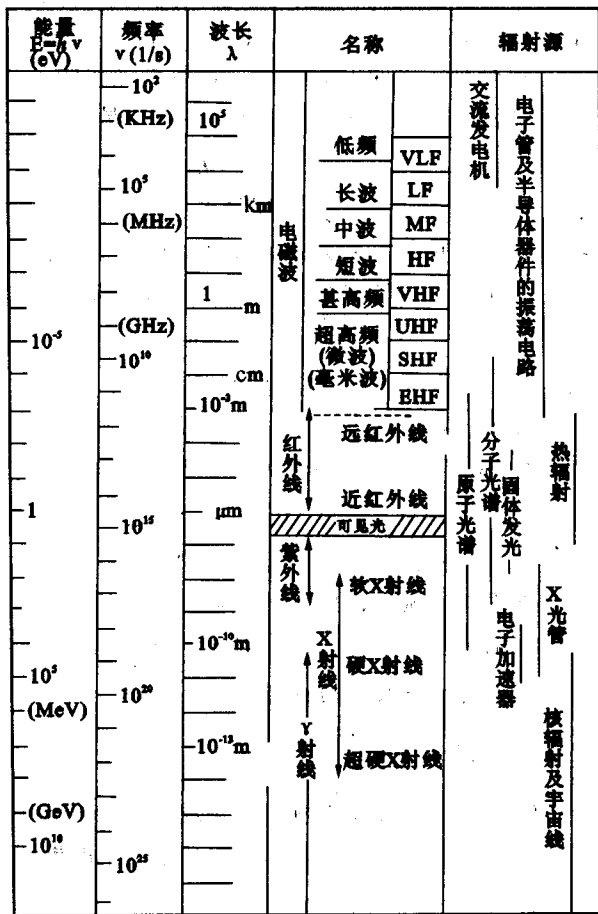 能量
E=hν
(eV)
频率
ν(1/s)
波长
λ
名称
辐射源
10²
(KHz)
10⁵
(MHz)
(GHz)
10¹⁰
10¹⁵
10²⁰
10²⁵
10⁻⁵
1
10⁵
(MeV)
(GeV)
10¹⁰
10⁵
km
1
m
cm
10⁻³m
μm
10⁻¹⁰m
10⁻¹²m
电磁波
低频
长波
中波
短波
甚高频
超高频
(微波)
(毫米波)
VLF
LF
MF
HF
VHF
UHF
SHF
EHF
红外线
远红外线
近红外线
可见光
紫外线
软X射线
X射线
硬X射线
γ射线
超硬X射线
交流发电机
电子管及半导体器件的振荡电路
原子光谱
分子光谱
固体发光
热辐射
电子加速器
X光管
核辐射及宇宙线